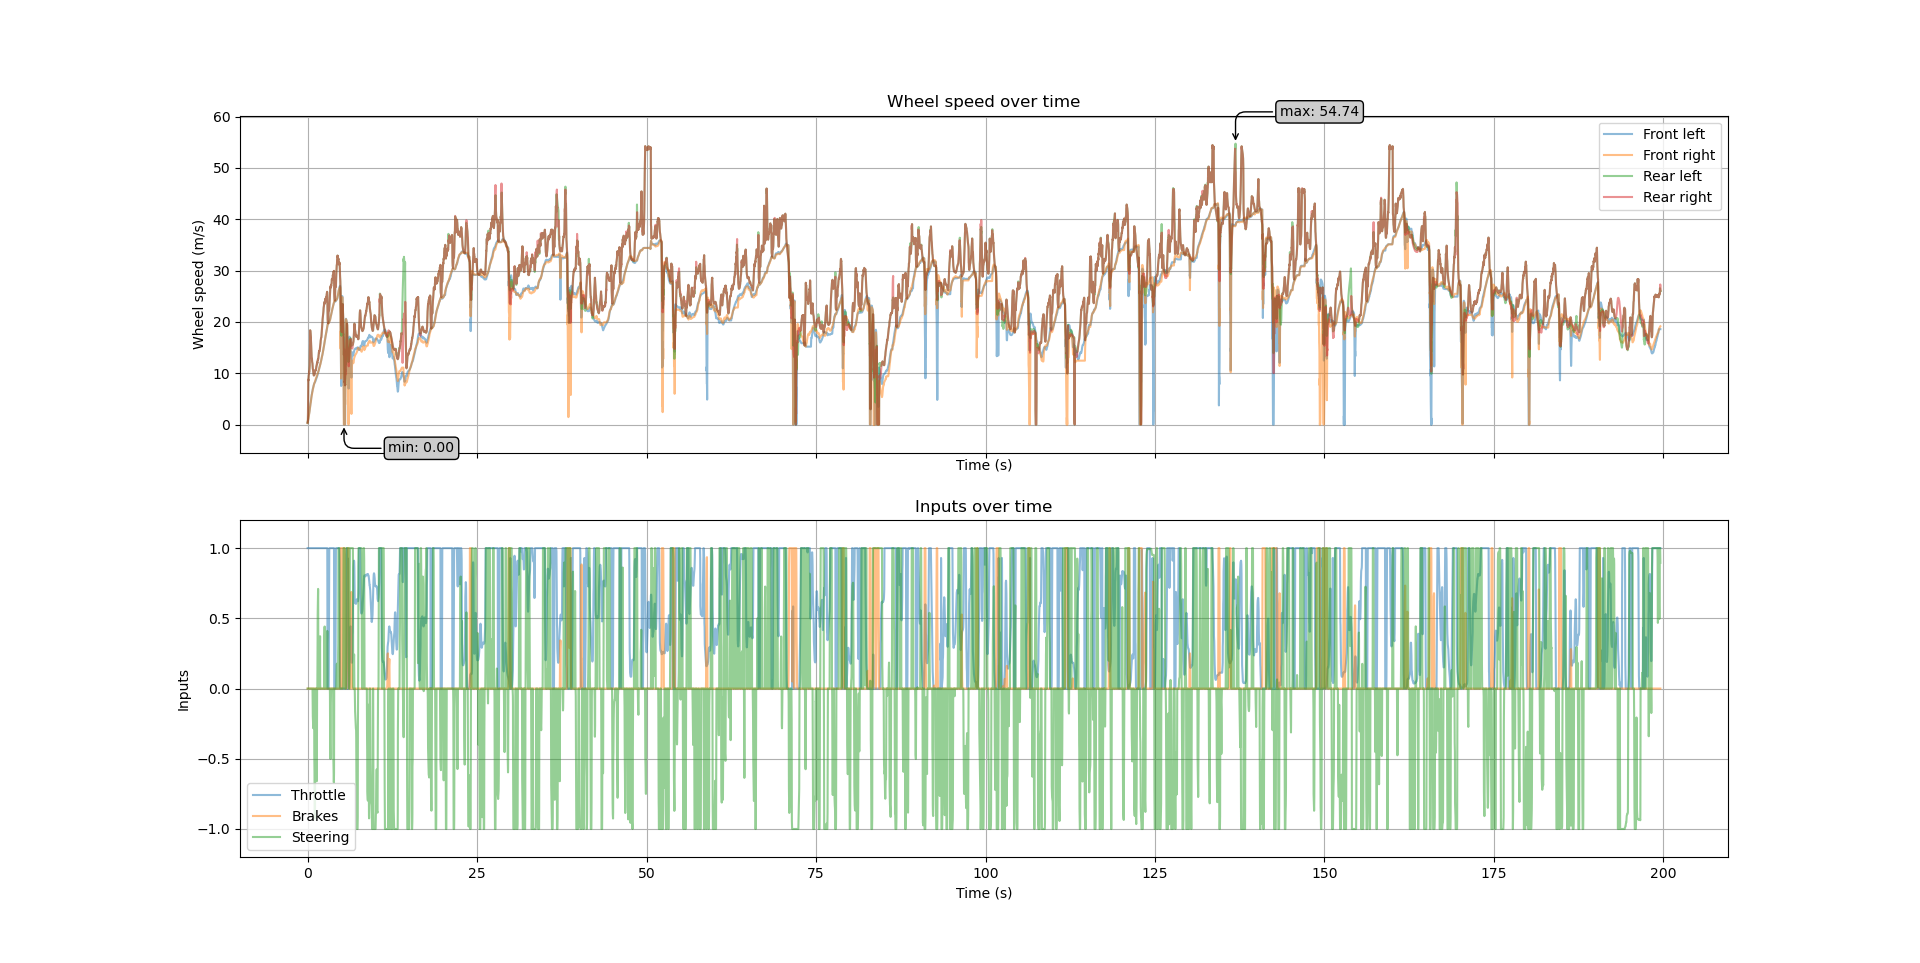 Wheel speed over time
max: 54.74
60
50
40
30
20
10
0
Wheel speed (m/s)
Front left
Front right
Rear left
Rear right
min: 0.00
Time (s)
Inputs over time
1.0
0.5
0.0
−0.5
−1.0
Inputs
Throttle
Brakes
Steering
0 25 50 75 100 125 150 175 200
Time (s)